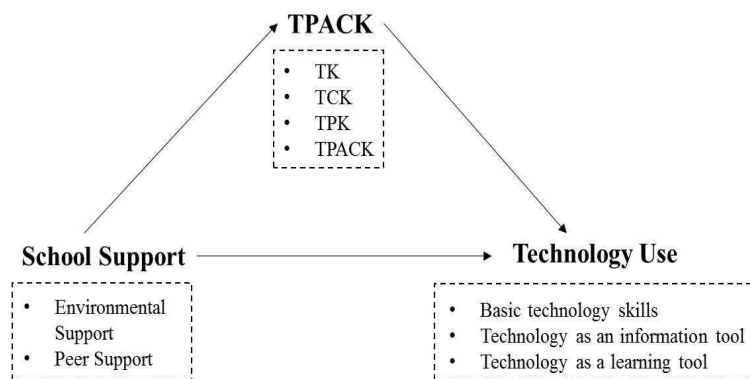 TPACK
• TK
• TCK
• TPK
• TPACK
School Support
• Environmental
Support
• Peer Support
Technology Use
• Basic technology skills
• Technology as an information tool
• Technology as a learning tool